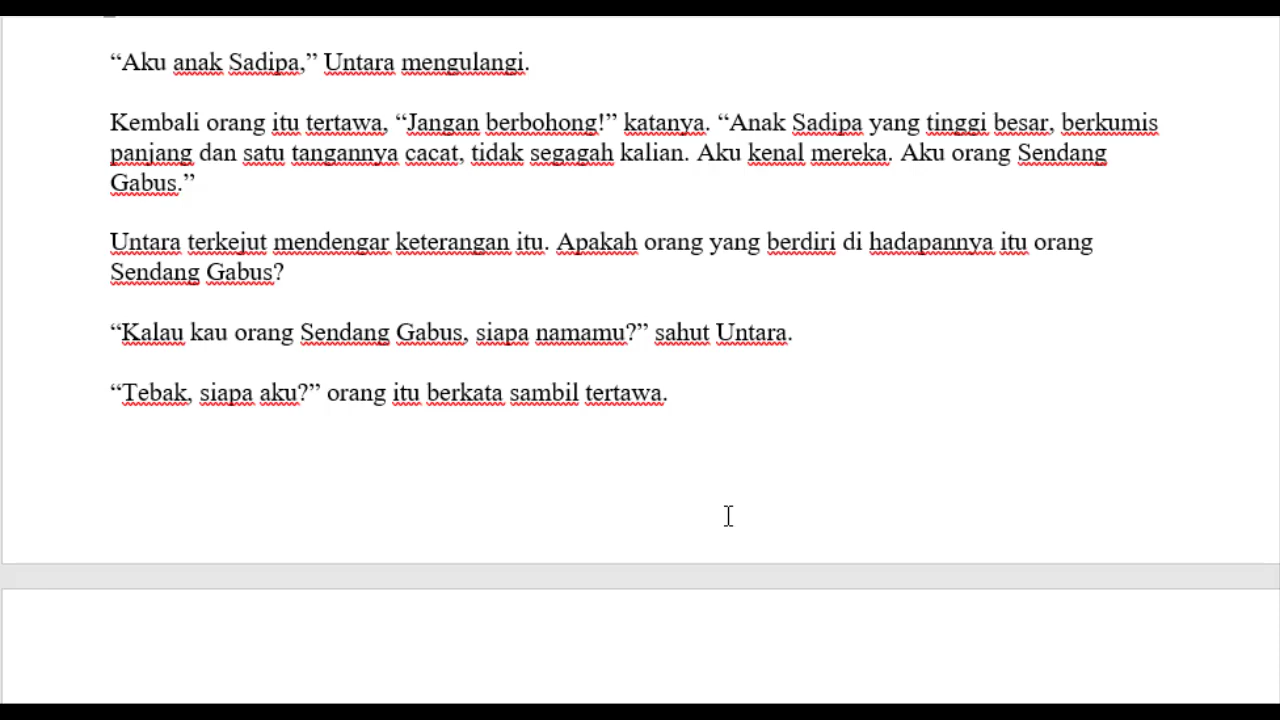 “Aku anak Sadipa,” Untara mengulangi.
Kembali orang itu tertawa, “Jangan berbohong!” katanya. “Anak Sadipa yang tinggi besar, berkumis
panjang dan satu tangannya cacat, tidak segagah kalian. Aku kenal mereka. Aku orang Sendang
Gabus.”
Untara terkejut mendengar keterangan itu. Apakah orang yang berdiri di hadapannya itu orang
Sendang Gabus?
“Kalau kau orang Sendang Gabus, siapa namamu?” sahut Untara.
“Tebak, siapa aku?” orang itu berkata sambil tertawa.